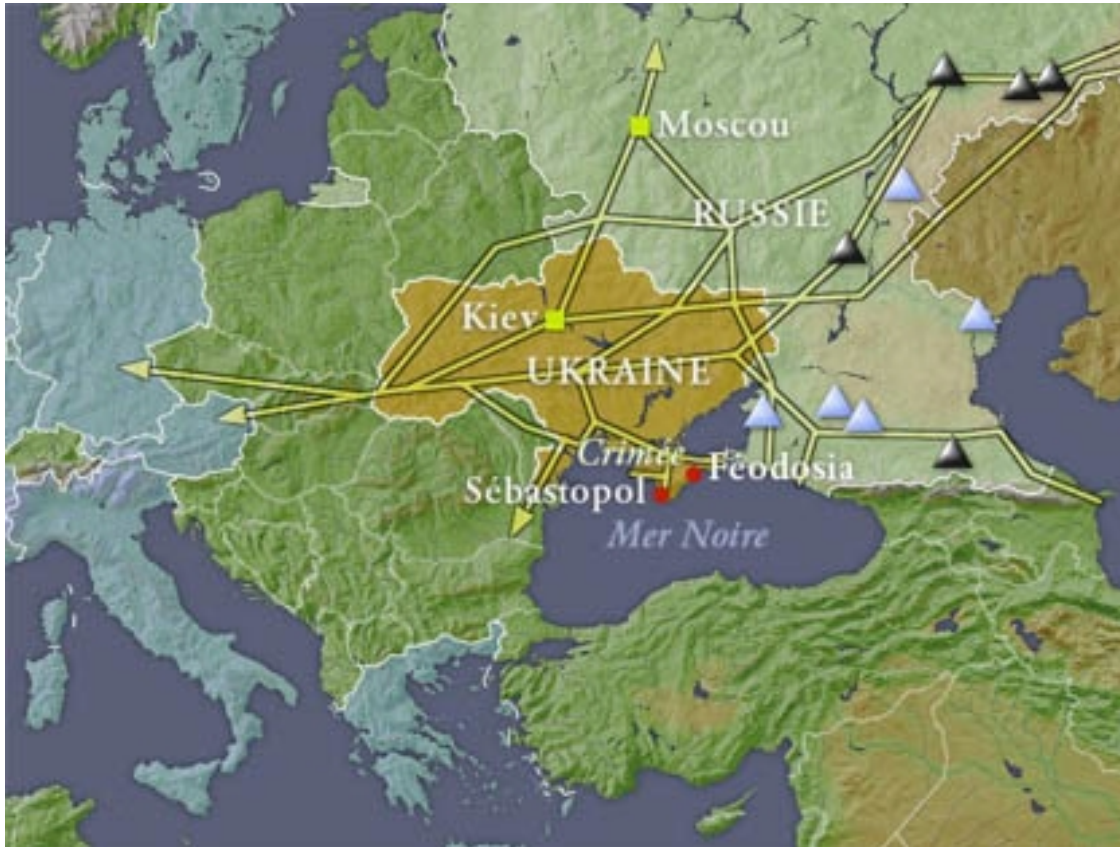 Moscou
RUSSIE
Kiev
UKRAINE
Crimée
Féodosia
Sébastopol
Mer Noire